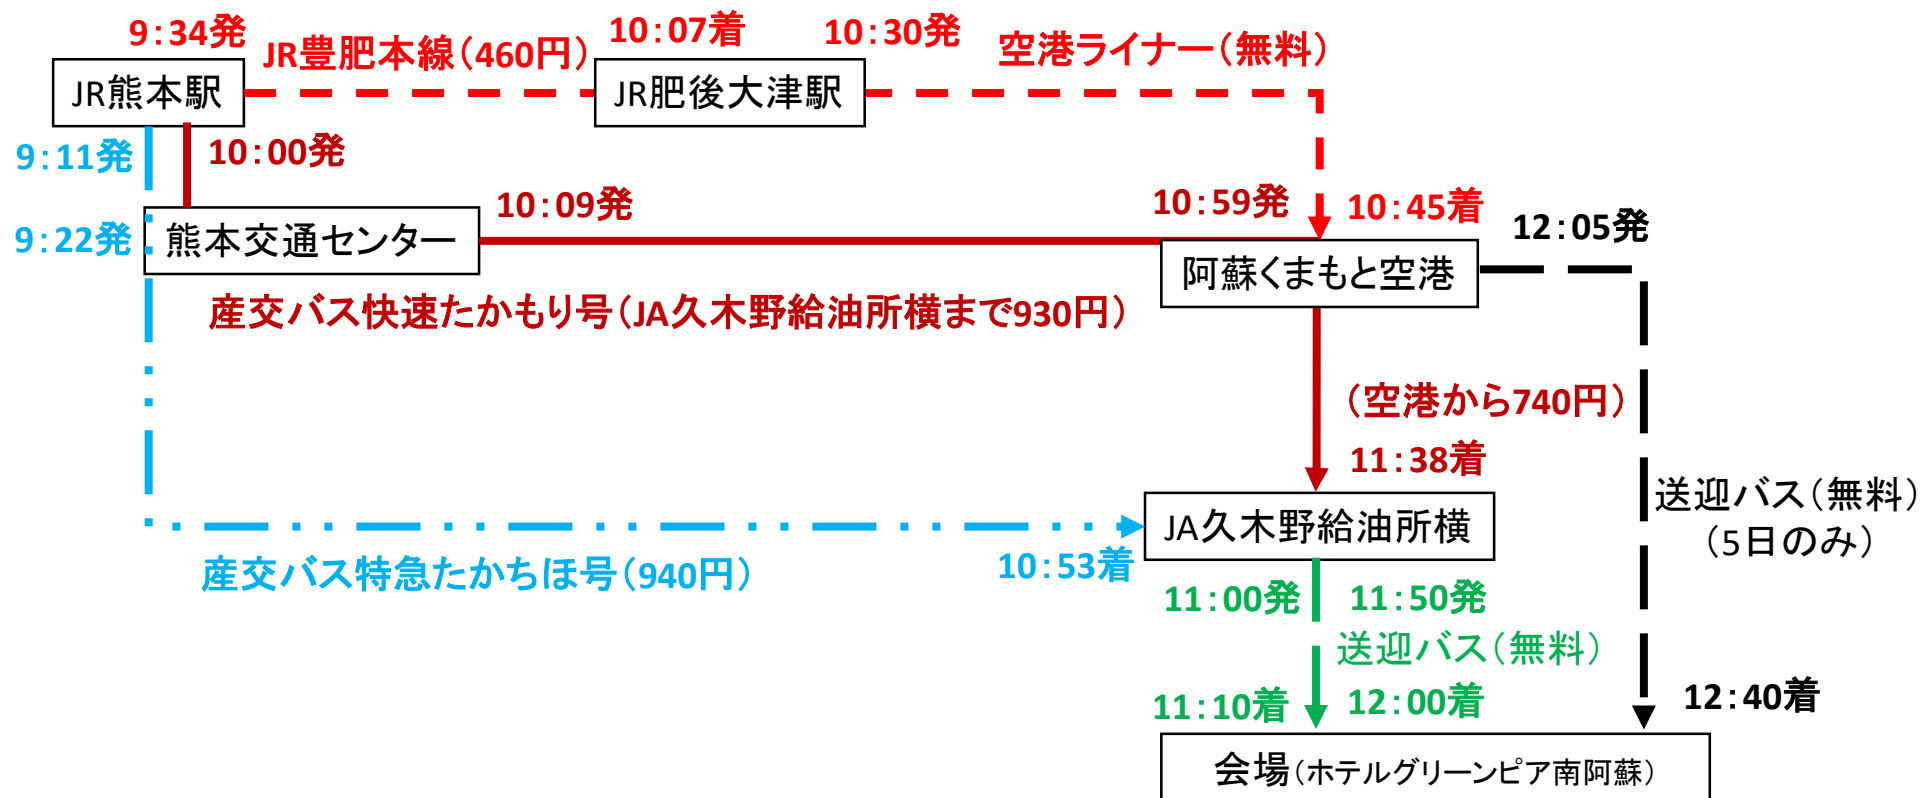 9：34発
JR豊肥本線（460円）
10：07着
10：30発
空港ライナー（無料）
JR熊本駅
JR肥後大津駅
9：11発
10：00発
9：22発
熊本交通センター
10：09発
10：59発
10：45着
12：05発
阿蘇くまもと空港
産交バス快速たかもり号（JA久木野給油所横まで930円）
（空港から740円）
11：38着
送迎バス（無料）
（5日のみ）
JA久木野給油所横
産交バス特急たかちほ号（940円）
10：53着
11：00発
11：50発
送迎バス（無料）
11：10着
12：00着
12：40着
会場（ホテルグリーンピア南阿蘇）